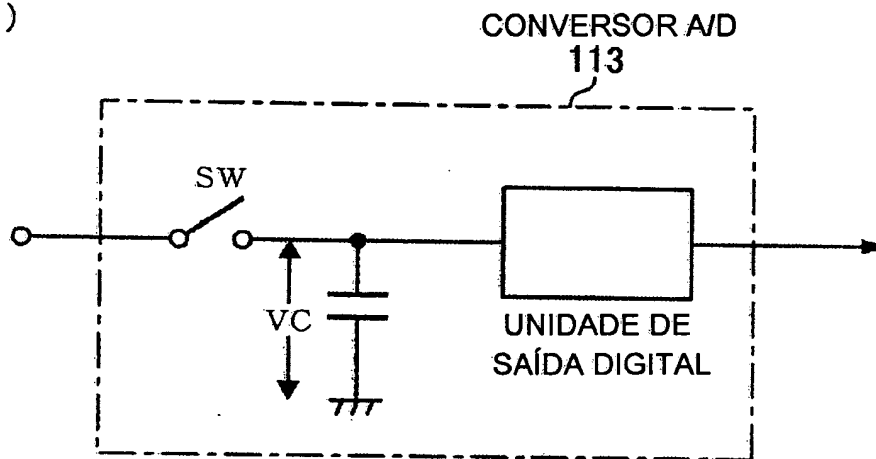 )
CONVERSOR A/D
113
SW
VC
UNIDADE DE
SAÍDA DIGITAL